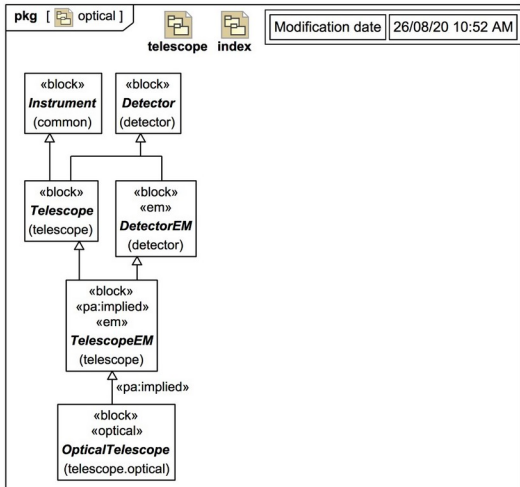 pkg [ optical ]
telescope index
Modification date 26/08/20 10:52 AM
«block»
Instrument
(common)
«block»
Detector
(detector)
«block»
Telescope
(telescope)
«block»
«em»
DetectorEM
(detector)
«block»
«pa:implied»
«em»
TelescopeEM
(telescope)
«pa:implied»
«block»
«optical»
OpticalTelescope
(telescope.optical)